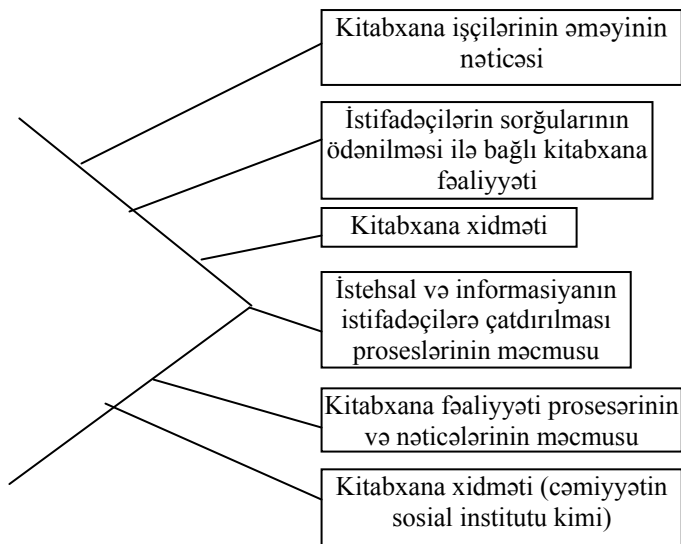 Kitabxana işçilərinin əməyinin
nəticəsi
İstifadəçilərin sorğularının
ödənilməsi ilə bağlı kitabxana
fəaliyyəti
Kitabxana xidməti
İstehsal və informasiyanın
istifadəçilərə çatdırılması
proseslərinin məcmusu
Kitabxana fəaliyyəti prosesərinin
və nəticələrinin məcmusu
Kitabxana xidməti (cəmiyyətin
sosial institutu kimi)